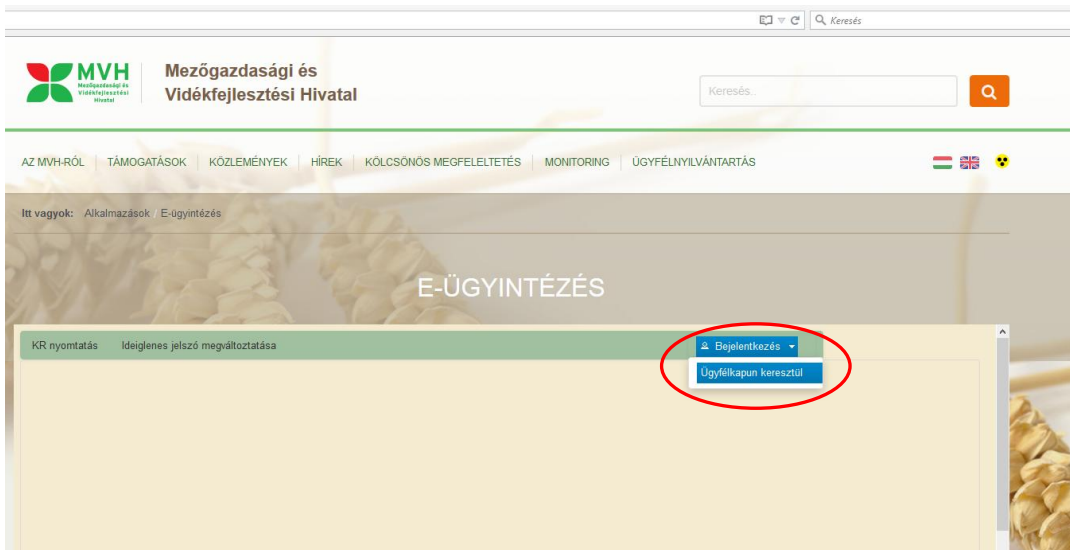 Keresés
MVH
Mezőgazdasági és
Vidékfejlesztési
Hivatal
Mezőgazdasági és
Vidékfejlesztési Hivatal
Keresés..
AZ MVH-RÓL
TÁMOGATÁSOK
KÖZLEMÉNYEK
HÍREK
KÖLCSÖNÖS MEGFELELTETÉS
MONITORING
ÜGYFÉLNYILVÁNTARTÁS
Itt vagyok: Alkalmazások / E-ügyintézés
E-ÜGYINTÉZÉS
KR nyomtatás
Ideiglenes jelszó megváltoztatása
Bejelentkezés
Ügyfélkapun keresztül